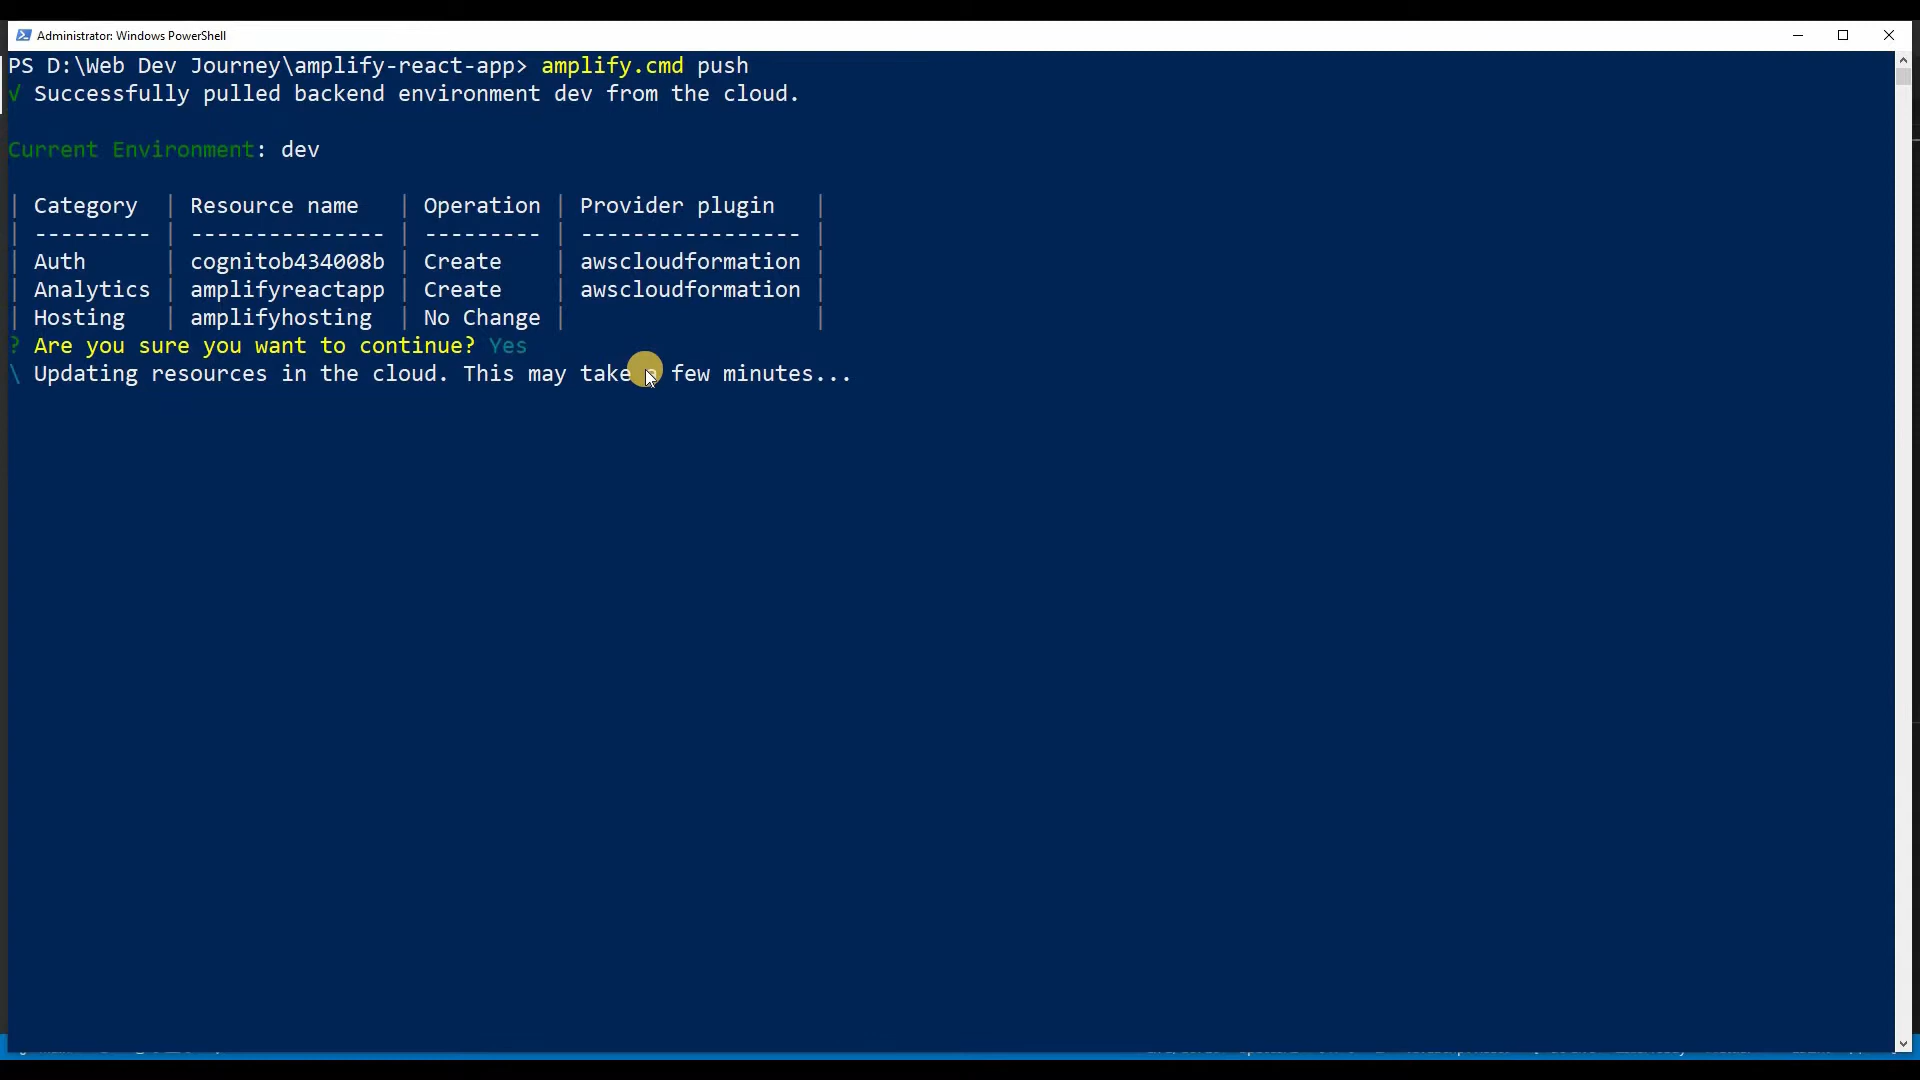 Administrator: Windows PowerShell
PS D:\Web Dev Journey\amplify-react-app> amplify.cmd push
√ Successfully pulled backend environment dev from the cloud.
Current Environment: dev
| Category  | Resource name   | Operation | Provider plugin   |
| --------- | --------------- | --------- | ----------------- |
| Auth      | cognitob434008b | Create    | awscloudformation |
| Analytics | amplifyreactapp | Create    | awscloudformation |
| Hosting   | amplifyhosting  | No Change |                   |
? Are you sure you want to continue? Yes
\ Updating resources in the cloud. This may take a few minutes...